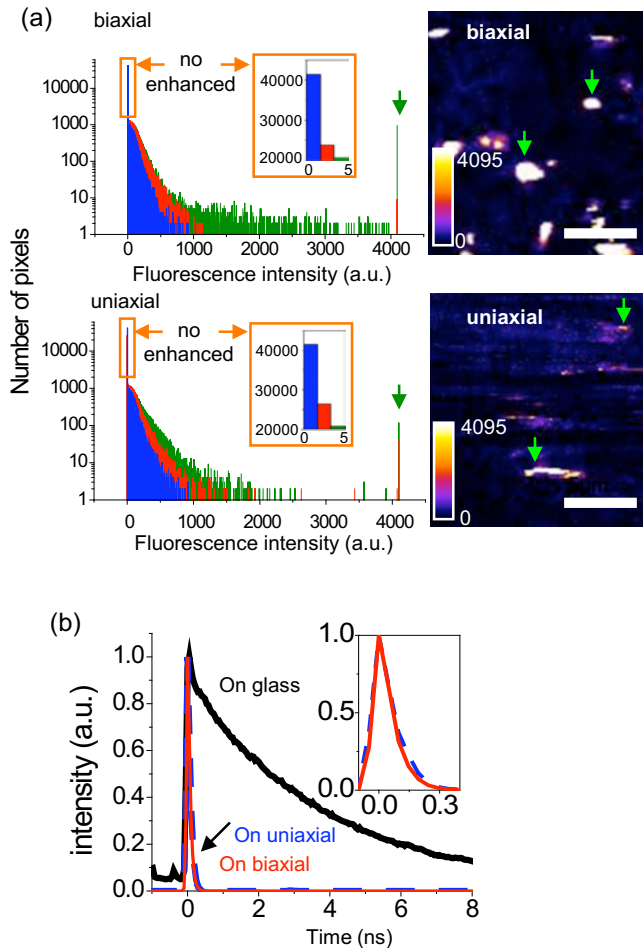 (a)
biaxial
no
enhanced
10000
1000
100
10
1
40000
30000
20000
0 5
0 1000 2000 3000 4000
Fluorescence intensity (a.u.)
biaxial
4095
0
Number of pixels
uniaxial
no
enhanced
10000
1000
100
10
1
40000
30000
20000
0 5
0 1000 2000 3000 4000
Fluorescence intensity (a.u.)
uniaxial
4095
0
(b)
intensity (a.u.)
1.0
0.8
0.6
0.4
0.2
0.0
On glass
On uniaxial
On biaxial
1.0
0.5
0.0
0.0 0.3
0 2 4 6 8
Time (ns)